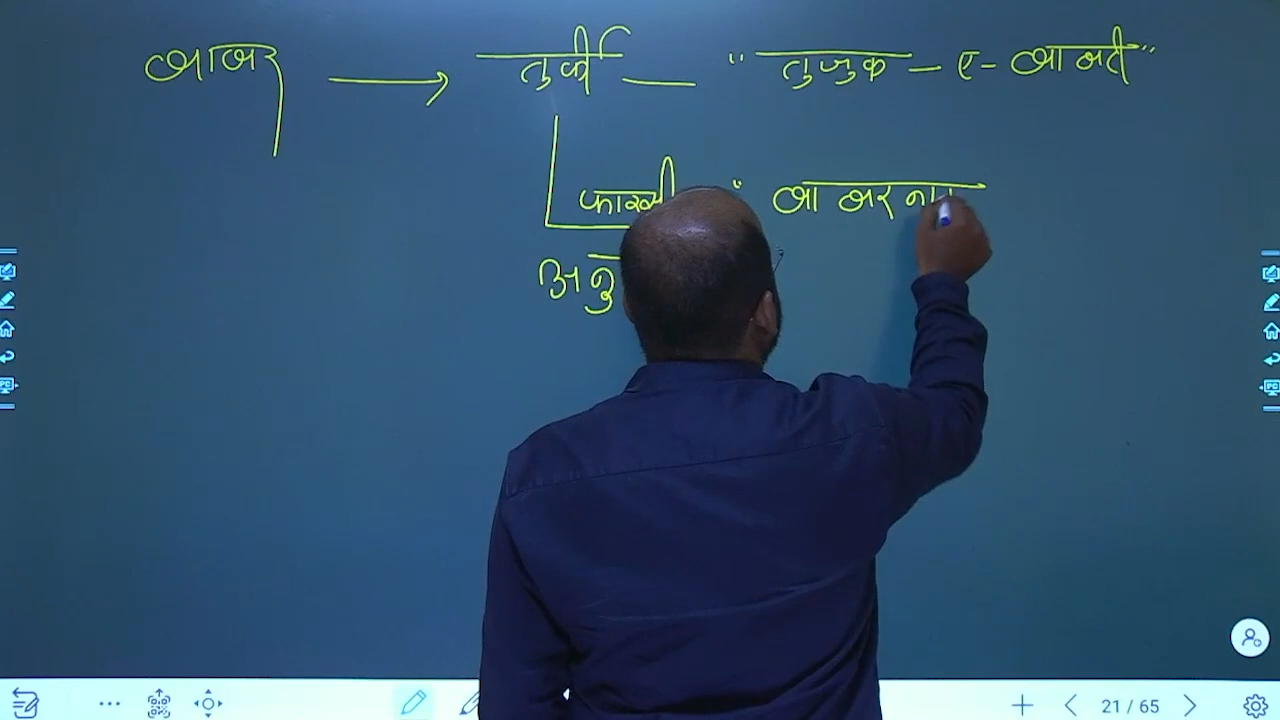 बाबर → तुर्की — " तुजुक - ए - बाबरी "
फारसी " बाबरना
अनु
21 / 65